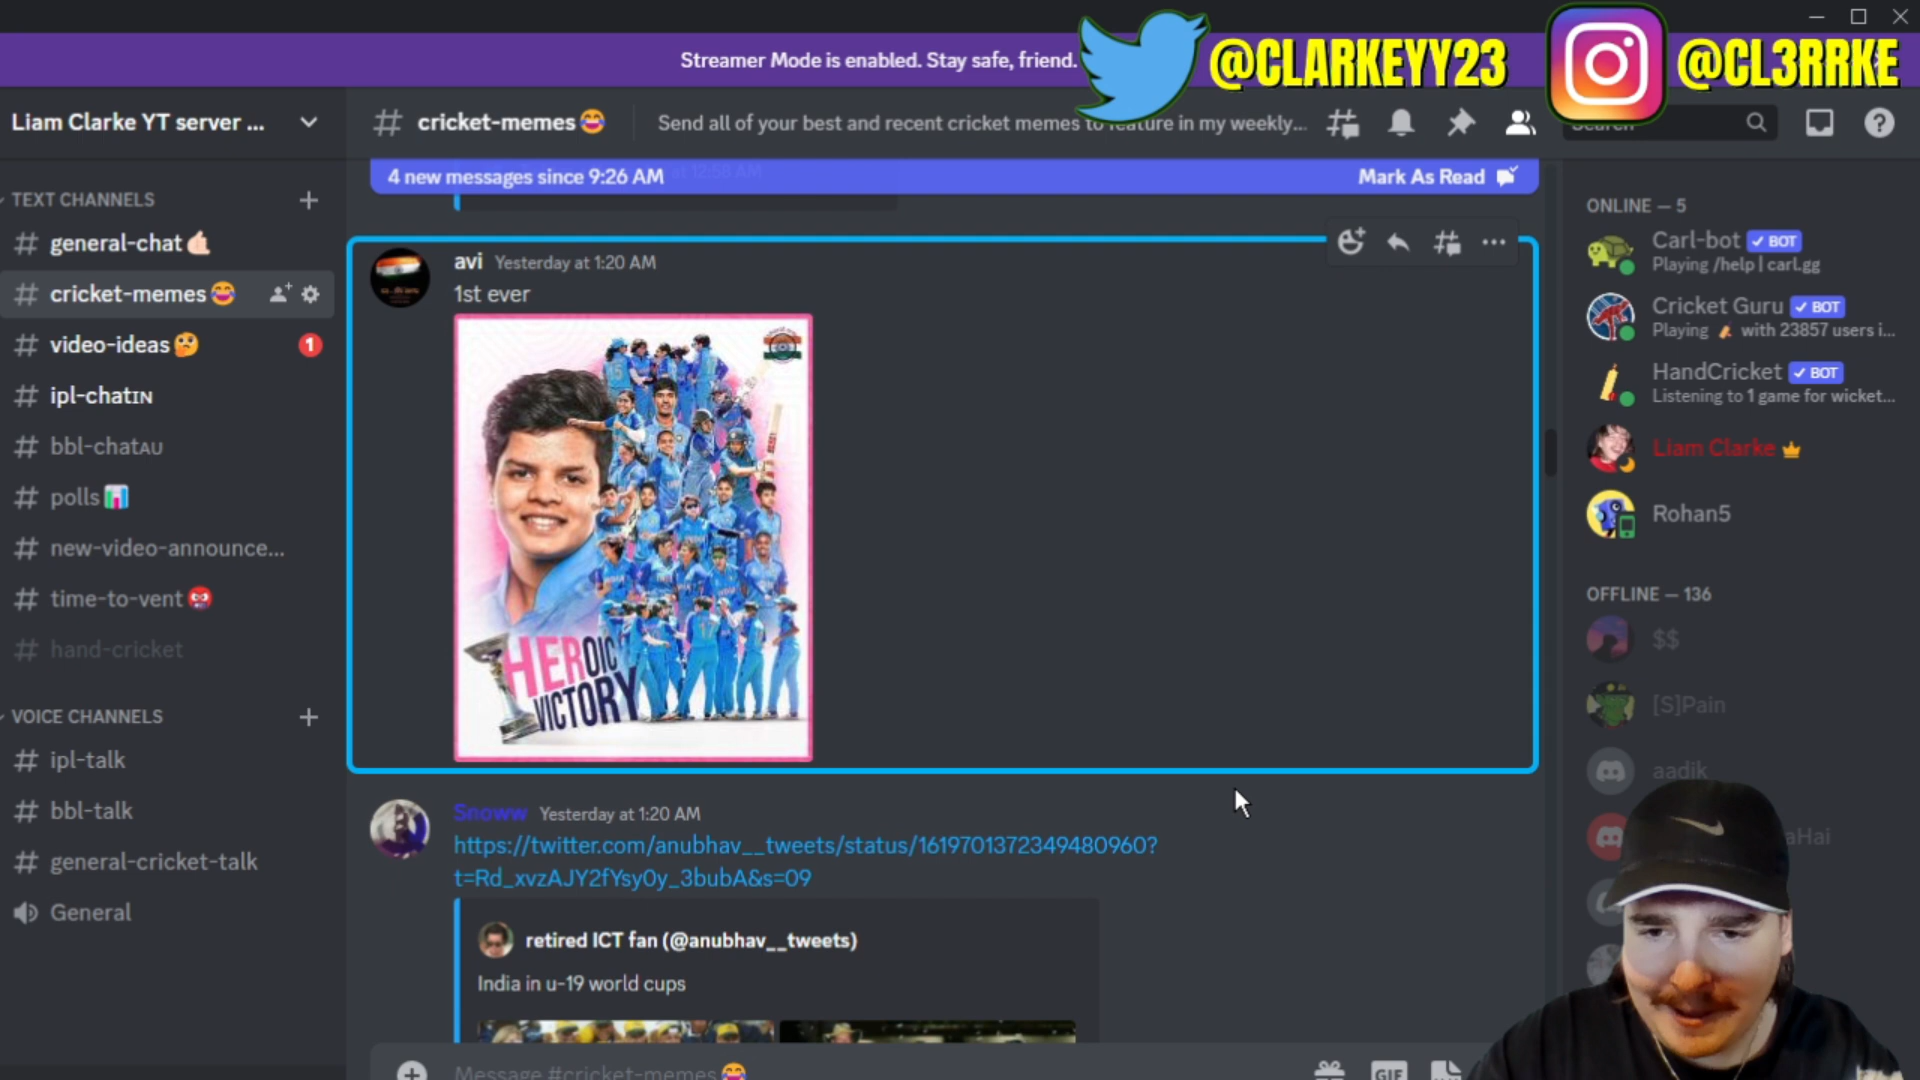 Streamer Mode is enabled. Stay safe, friend.
@CLARKEYY23
@CL3RRKE
Liam Clarke YT server ...
cricket-memes😂
Send all of your best and recent cricket memes to feature in my weekly...
4 new messages since 9:26 AM
Mark As Read
TEXT CHANNELS
general-chat🤙🏻
cricket-memes😂
video-ideas🤔
1
ipl-chatIN
bbl-chatAU
polls📊
new-video-announce...
time-to-vent
hand-cricket
VOICE CHANNELS
ipl-talk
bbl-talk
general-cricket-talk
General
avi Yesterday at 1:20 AM
1st ever
HEROIC
VICTORY
Snoww Yesterday at 1:20 AM
https://twitter.com/anubhav__tweets/status/1619701372349480960?
t=Rd_xvzAJY2fYsy0y_3bubA&s=09
retired ICT fan (@anubhav__tweets)
India in u-19 world cups
Message #cricket-memes😂
GIF
ONLINE — 5
Carl-bot BOT
Playing /help | carl.gg
Cricket Guru BOT
Playing 🏏 with 23857 users i...
HandCricket BOT
Listening to 1 game for wicket...
Liam Clarke
Rohan5
OFFLINE — 136
$$
[S]Pain
aadik
aHai